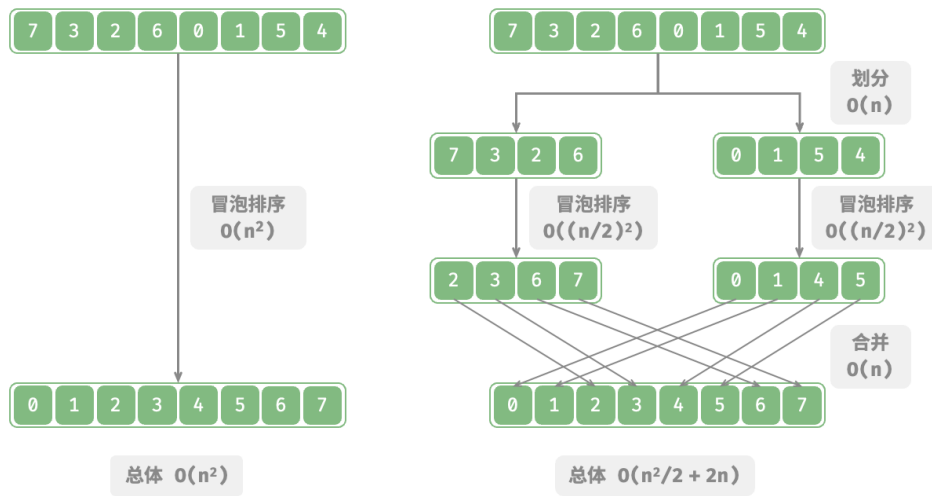 7 3 2 6 0 1 5 4
7 3 2 6 0 1 5 4
划分
O(n)
7 3 2 6
0 1 5 4
冒泡排序
O(n²)
冒泡排序
O((n/2)²)
冒泡排序
O((n/2)²)
2 3 6 7
0 1 4 5
合并
O(n)
0 1 2 3 4 5 6 7
0 1 2 3 4 5 6 7
总体 O(n²)
总体 O(n²/2 + 2n)